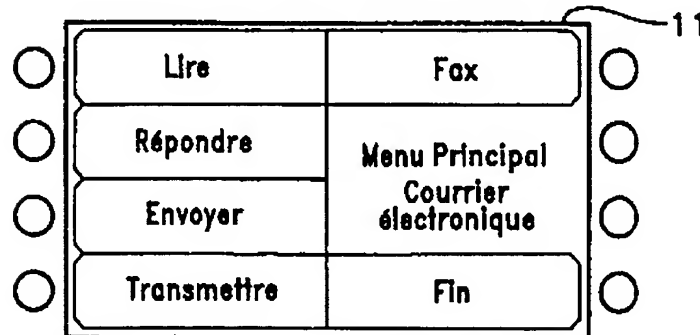 11
Lire
Fax
Répondre
Menu Principal
Courrier
électronique
Envoyer
Transmettre
Fin